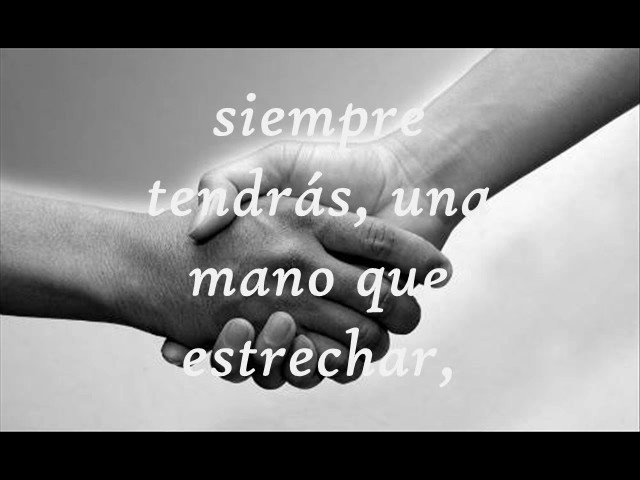 siempre
tendrás, una
mano que
estrechar,